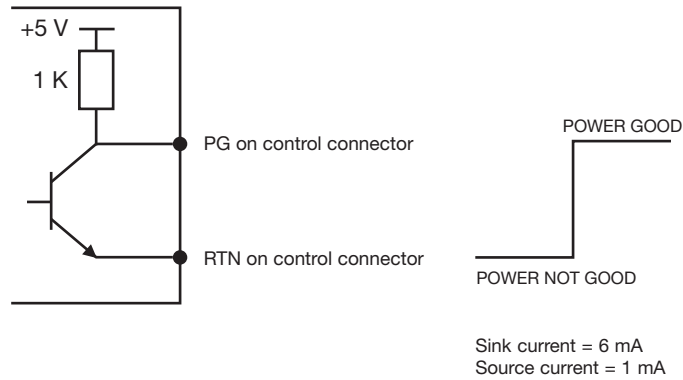 +5 V
1 K
PG on control connector
RTN on control connector
POWER GOOD
POWER NOT GOOD
Sink current = 6 mA
Source current = 1 mA